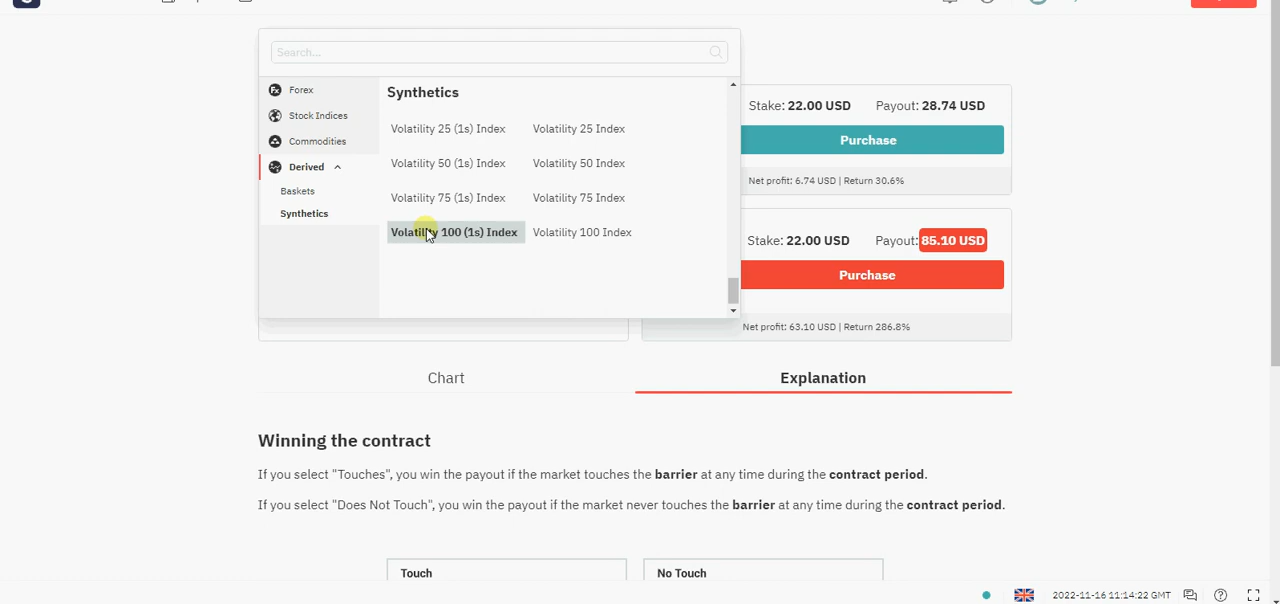 Search...
Forex
Stock Indices
Commodities
Derived
Baskets
Synthetics
Synthetics
Volatility 25 (1s) Index
Volatility 25 Index
Volatility 50 (1s) Index
Volatility 50 Index
Volatility 75 (1s) Index
Volatility 75 Index
Volatility 100 (1s) Index
Volatility 100 Index
Stake: 22.00 USD
Payout: 28.74 USD
Purchase
Net profit: 6.74 USD | Return 30.6%
Stake: 22.00 USD
Payout: 85.10 USD
Purchase
Net profit: 63.10 USD | Return 286.8%
Chart
Explanation
Winning the contract
If you select "Touches", you win the payout if the market touches the barrier at any time during the contract period.
If you select "Does Not Touch", you win the payout if the market never touches the barrier at any time during the contract period.
Touch
No Touch
2022-11-16 11:14:22 GMT